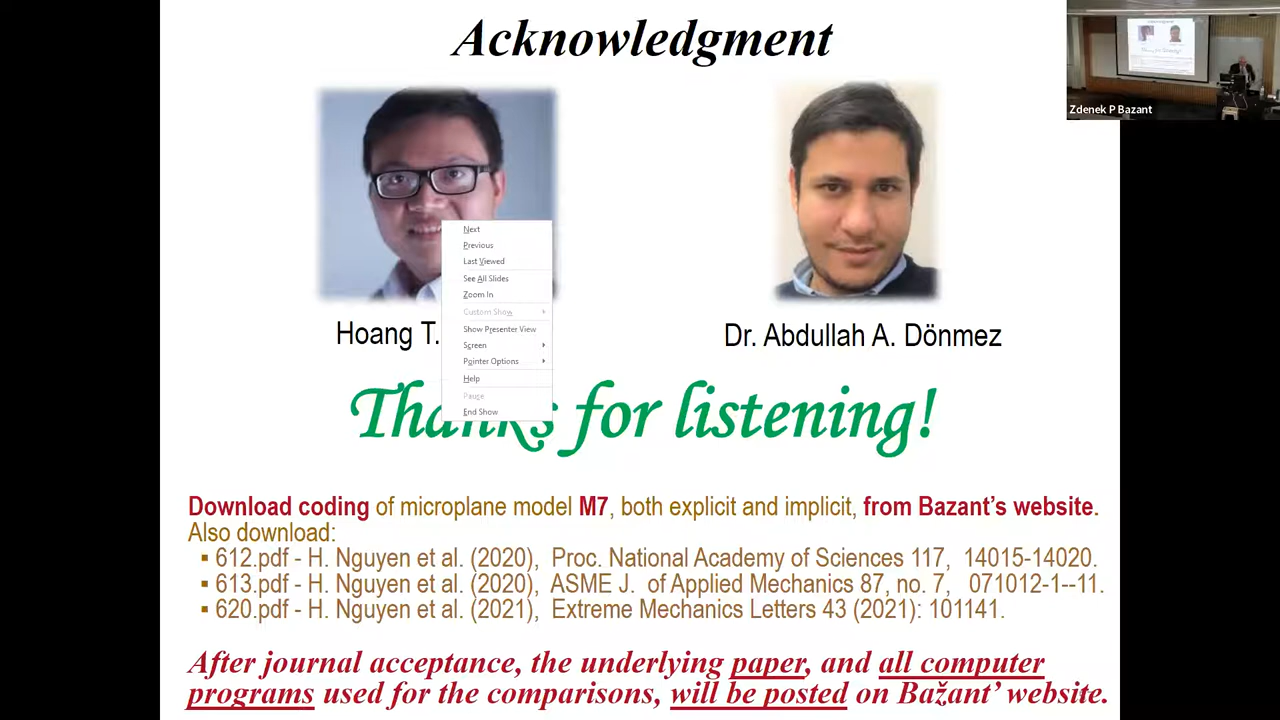 Acknowledgment
Zdenek P Bazant
Next
Previous
Last Viewed
See All Slides
Zoom In
Custom Show
Show Presenter View
Screen
Pointer Options
Help
Pause
End Show
Hoang T.
Dr. Abdullah A. Dönmez
Thanks for listening!
Download coding of microplane model M7, both explicit and implicit, from Bazant's website.
Also download:
▪ 612.pdf - H. Nguyen et al. (2020), Proc. National Academy of Sciences 117, 14015-14020.
▪ 613.pdf - H. Nguyen et al. (2020), ASME J. of Applied Mechanics 87, no. 7, 071012-1--11.
▪ 620.pdf - H. Nguyen et al. (2021), Extreme Mechanics Letters 43 (2021): 101141.
After journal acceptance, the underlying paper, and all computer
programs used for the comparisons, will be posted on Bažant' website.